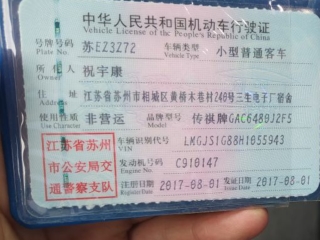 中华人民共和国机动车行驶证
Vehicle License of the People's Republic of China
号牌号码 苏EZ3Z72 车辆类型 小型普通客车
Plate No. Vehicle Type
所有人 祝宇康
Owner
住址 江苏省苏州市相城区黄桥木巷村240号三生电子厂宿舍
Address
使用性质 非营运 品牌型号 传祺牌GAC6480J2F5
Use Character Model
江苏省苏州市公安局交通警察支队
车辆识别代号 LMGJS1G88H1055943
VIN
发动机号码 C910147
Engine No.
注册日期 2017-08-01 发证日期 2017-08-01
Register Date Issue Date